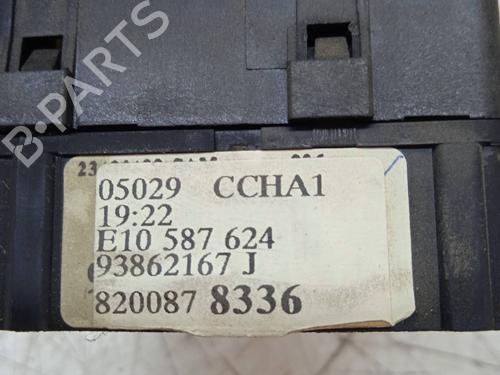 B-PARTS
05029 CCHA1
19:22
E10 587 624
93862167 J
820087 8336